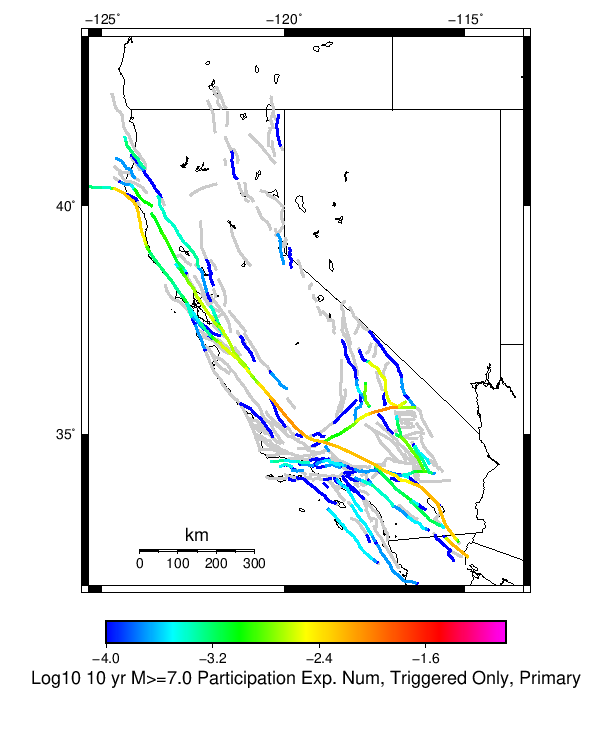 −125° −120° −115°
40°
35°
km
0 100 200 300
−4.0 −3.2 −2.4 −1.6
Log10 10 yr M>=7.0 Participation Exp. Num, Triggered Only, Primary